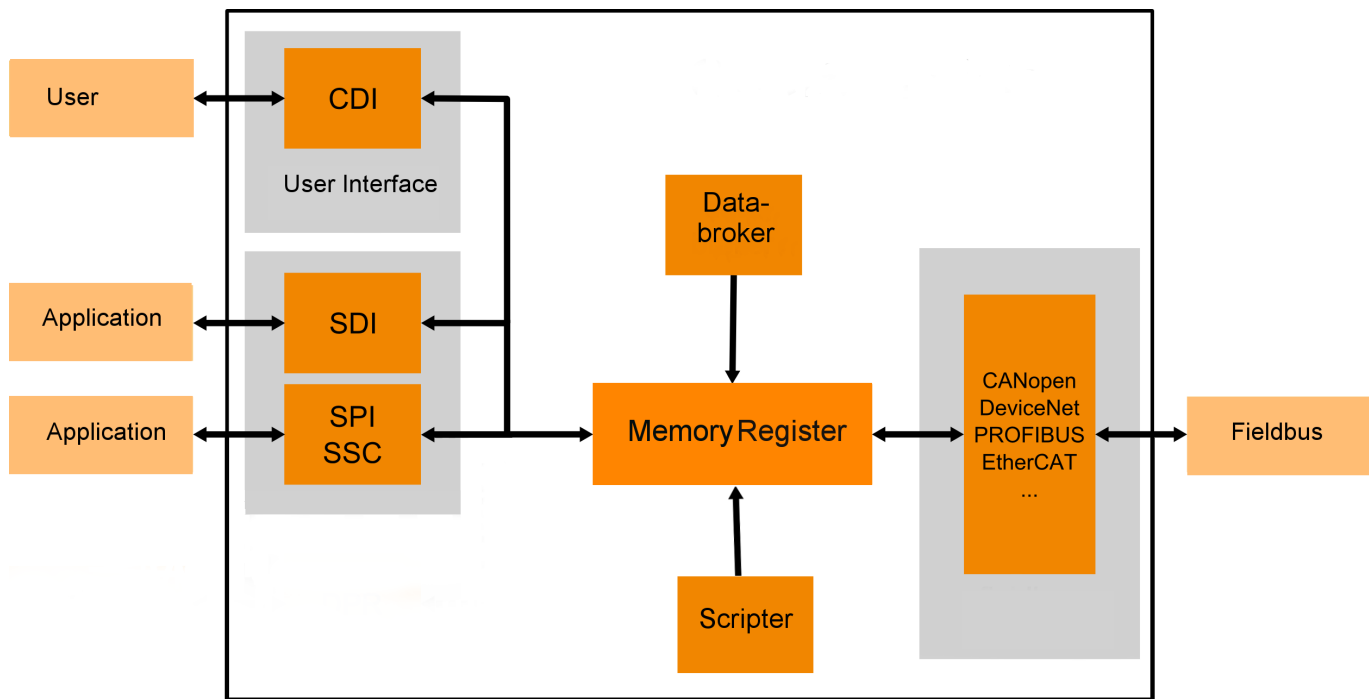 User
CDI
User Interface
Application
SDI
Application
SPI
SSC
Data-
broker
Memory Register
Scripter
CANopen
DeviceNet
PROFIBUS
EtherCAT
...
Fieldbus